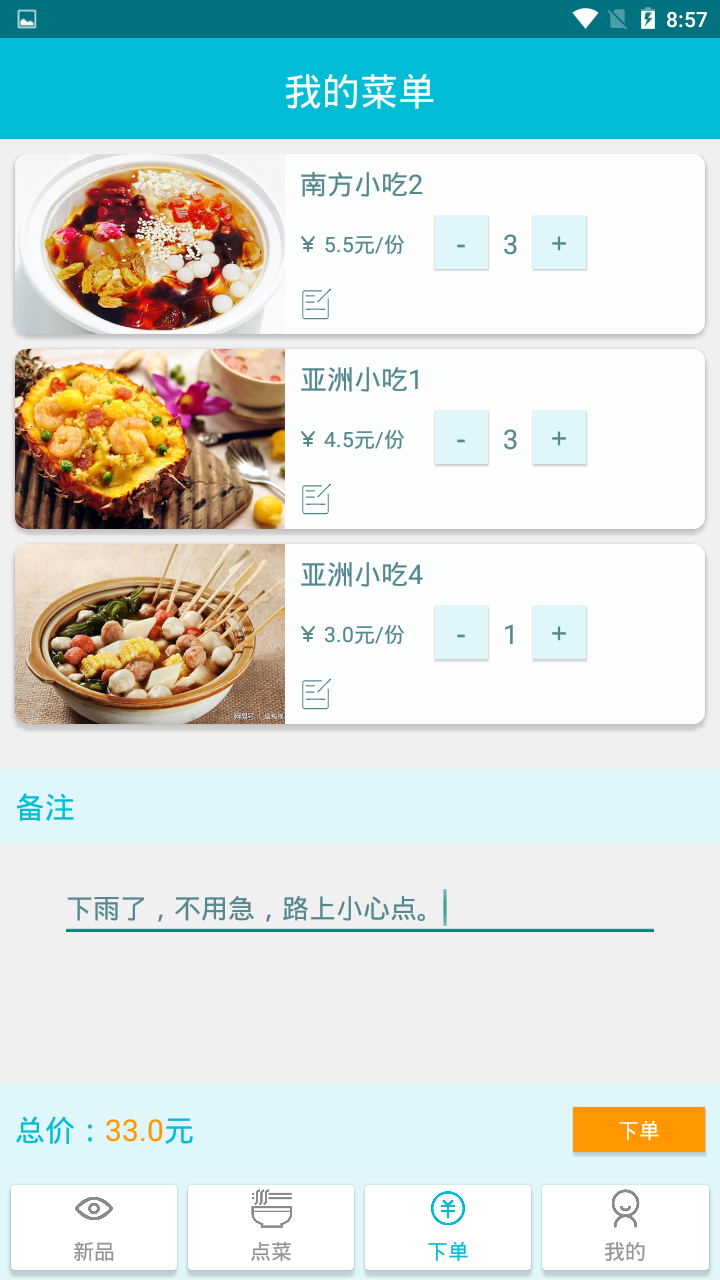 8:57
我的菜单
南方小吃2
¥ 5.5元/份
- 3 +
亚洲小吃1
¥ 4.5元/份
- 3 +
亚洲小吃4
¥ 3.0元/份
- 1 +
备注
下雨了，不用急，路上小心点。
总价：33.0元
下单
新品
点菜
下单
我的